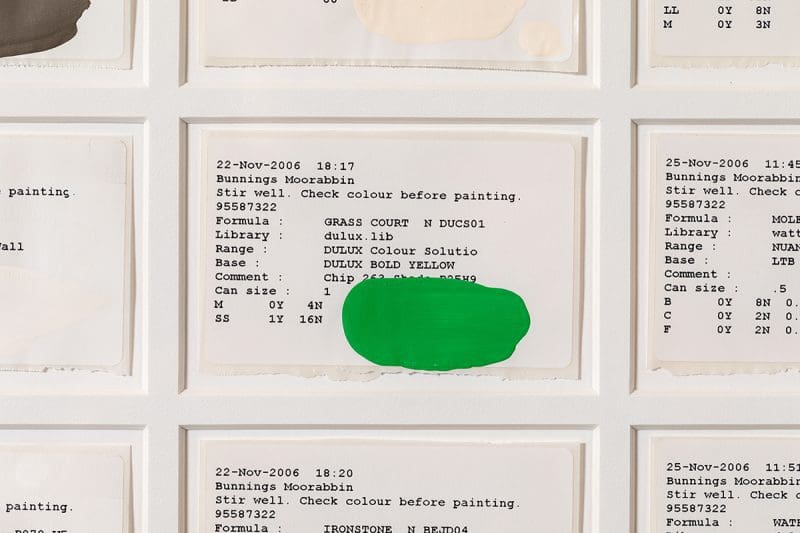 LL 0Y 8N
M 0Y 3N
painting.
Wall
22-Nov-2006 18:17
Bunnings Moorabbin
Stir well. Check colour before painting.
95587322
Formula : GRASS COURT N DUCS01
Library : dulux.lib
Range : DULUX Colour Solutio
Base : DULUX BOLD YELLOW
Comment : Chip 263 Shade P25H9
Can size : 1
M 0Y 4N
SS 1Y 16N
25-Nov-2006 11:45
Bunnings Moorabbin
Stir well. Check
95587322
Formula : MOLE
Library : watt
Range : NUAN
Base : LTB
Comment :
Can size : .5
B 0Y 8N 0.
C 0Y 2N 0.
F 0Y 2N 0.
painting.
22-Nov-2006 18:20
Bunnings Moorabbin
Stir well. Check colour before painting.
95587322
Formula : IRONSTONE N BEJD04
25-Nov-2006 11:51
Bunnings Moorabbin
Stir well. Check
95587322
Formula : WATE